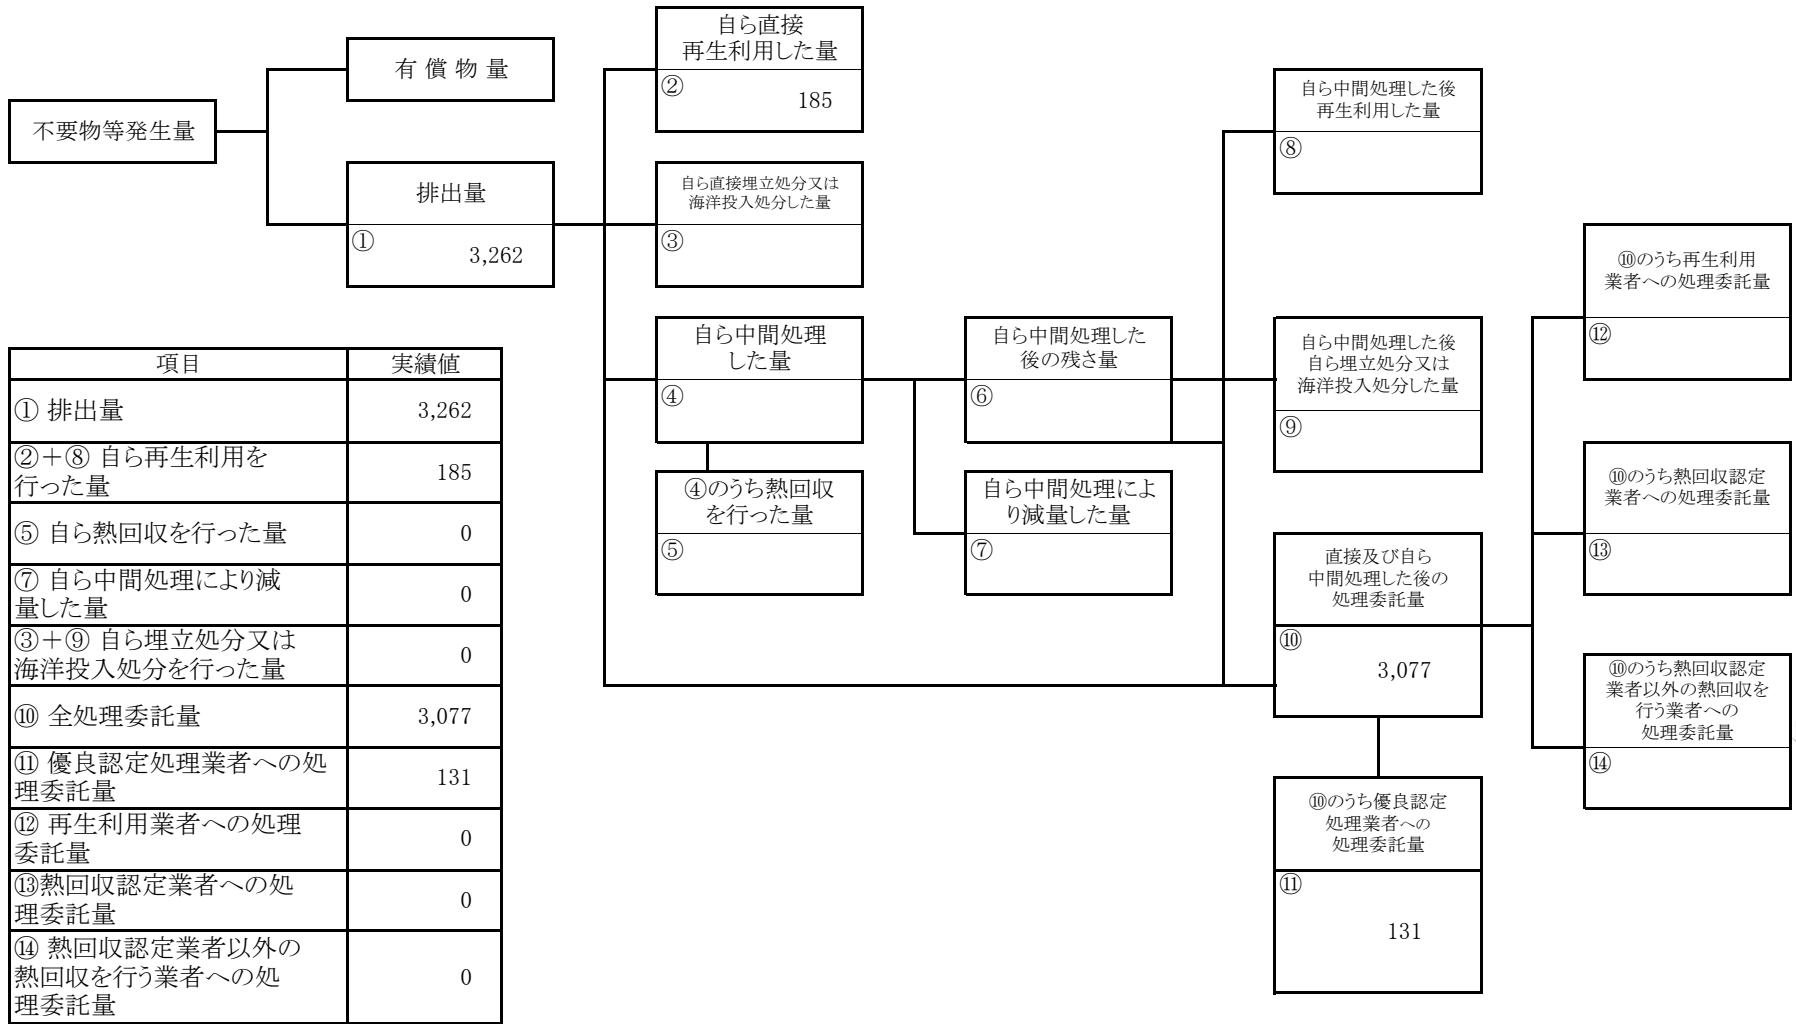 不要物等発生量
有 償 物 量
排出量
①
3,262
自ら直接
再生利用した量
②
185
自ら直接埋立処分又は
海洋投入処分した量
③
自ら中間処理
した量
④
④のうち熱回収
を行った量
⑤
自ら中間処理した
後の残さ量
⑥
自ら中間処理によ
り減量した量
⑦
自ら中間処理した後
再生利用した量
⑧
自ら中間処理した後
自ら埋立処分又は
海洋投入処分した量
⑨
直接及び自ら
中間処理した後の
処理委託量
⑩
3,077
⑩のうち優良認定
処理業者への
処理委託量
⑪
131
⑩のうち再生利用
業者への処理委託量
⑫
⑩のうち熱回収認定
業者への処理委託量
⑬
⑩のうち熱回収認定
業者以外の熱回収を
行う業者への
処理委託量
⑭
項目 実績値
① 排出量 3,262
②＋⑧ 自ら再生利用を
行った量 185
⑤ 自ら熱回収を行った量 0
⑦ 自ら中間処理により減
量した量 0
③＋⑨ 自ら埋立処分又は
海洋投入処分を行った量 0
⑩ 全処理委託量 3,077
⑪ 優良認定処理業者への処
理委託量 131
⑫ 再生利用業者への処理
委託量 0
⑬熱回収認定業者への処
理委託量 0
⑭ 熱回収認定業者以外の
熱回収を行う業者への処
理委託量 0